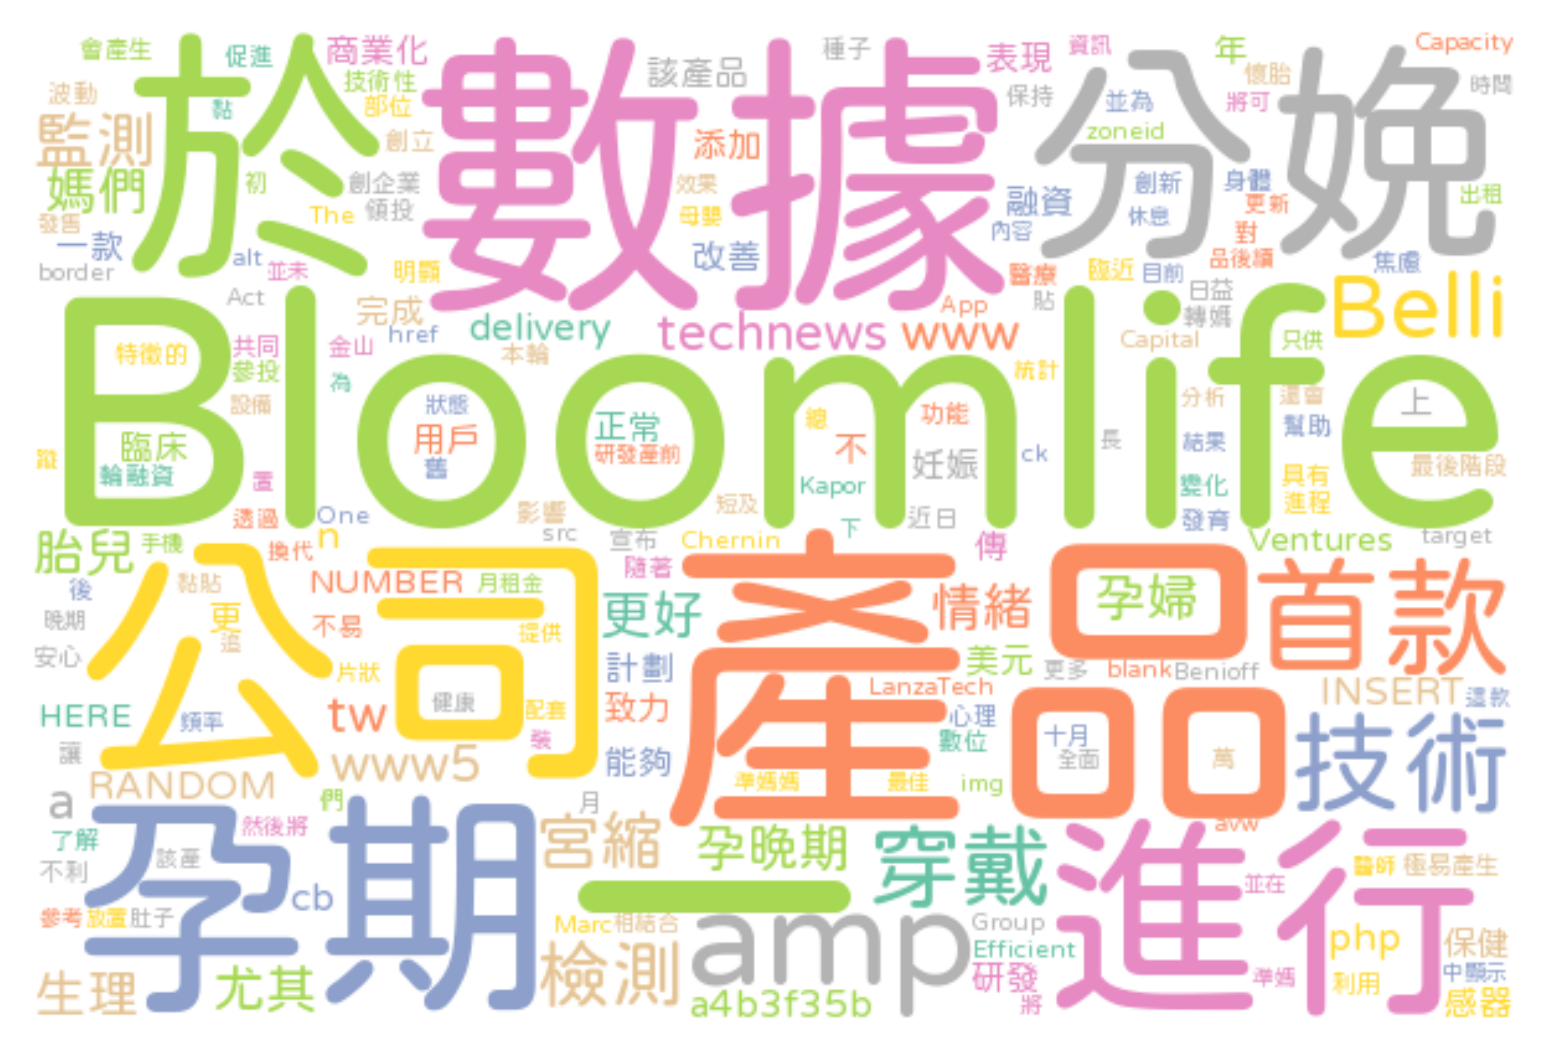 會產生 促進 商業化 種子 資訊 年 Capacity
於 數據 分娩
波動 黏 技術性 部位 該產品 表現 保持 並為 將可 懷胎 時間
監測 創立 添加 zoneid
媽們 初 創企業 領投 效果 融資 創新 身體 出租
發售 The 母嬰 休息 更新
一款 alt 並未 明顯 改善 內容 對 品後續 焦慮
border 醫療 臨近 目前
Act 完成 貼 日益 轉媽 Belli
href delivery technews www App Capital 只供
Bloomlife
特徵的 共同 參投 金山 本輪 為 統計
設備 狀態 總 功能 分析 還會 上
臨床 用戶 正常 不 長 結果 幫助
蹤 輪融資 舊 研發產前 妊娠 ck 最後階段
置 短及 Kapor 變化 具有 進程
透過 One 影響 近日 發育
n src 宣布 Chernin 下 傳 Ventures target
胎兒 手機 換代 隨著
公司 產品 首款
後 黏貼 NUMBER 月租金 更好 情緒 孕婦
晚期 更 不易 提供
安心 追 片狀 計劃 美元 更多 blank Benioff
HERE 頻率 tw 健康 配套 致力 LanzaTech INSERT 這款
讓 裝 心理 數位 十月 技術
RANDOM www5 能夠 全面 萬
a 們 月 準媽媽 最佳 img avw
孕期 進行
了解 然後將 宮縮 孕晚期 穿戴
不利 該產 並在 醫師 極易產生
參考 放置 肚子 cb 一
Marc 相結合 amp Group php 保健
生理 尤其 檢測 Efficient 研發 準媽 利用 中顯示
a4b3f35b 將 感器